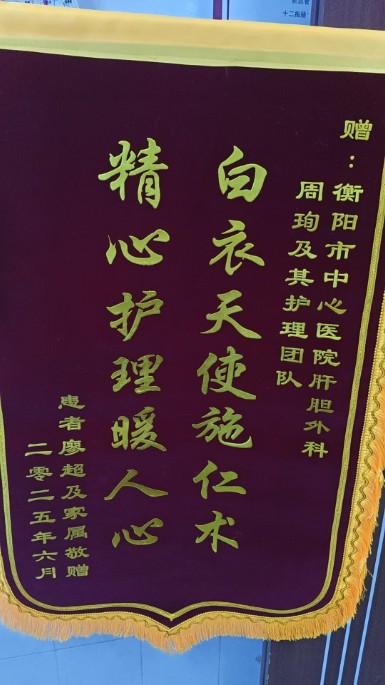 赠：衡阳市中心医院肝胆外科
周珣及其护理团队
白衣天使施仁术
精心护理暖人心
患者廖超及家属敬赠
二零二五年六月